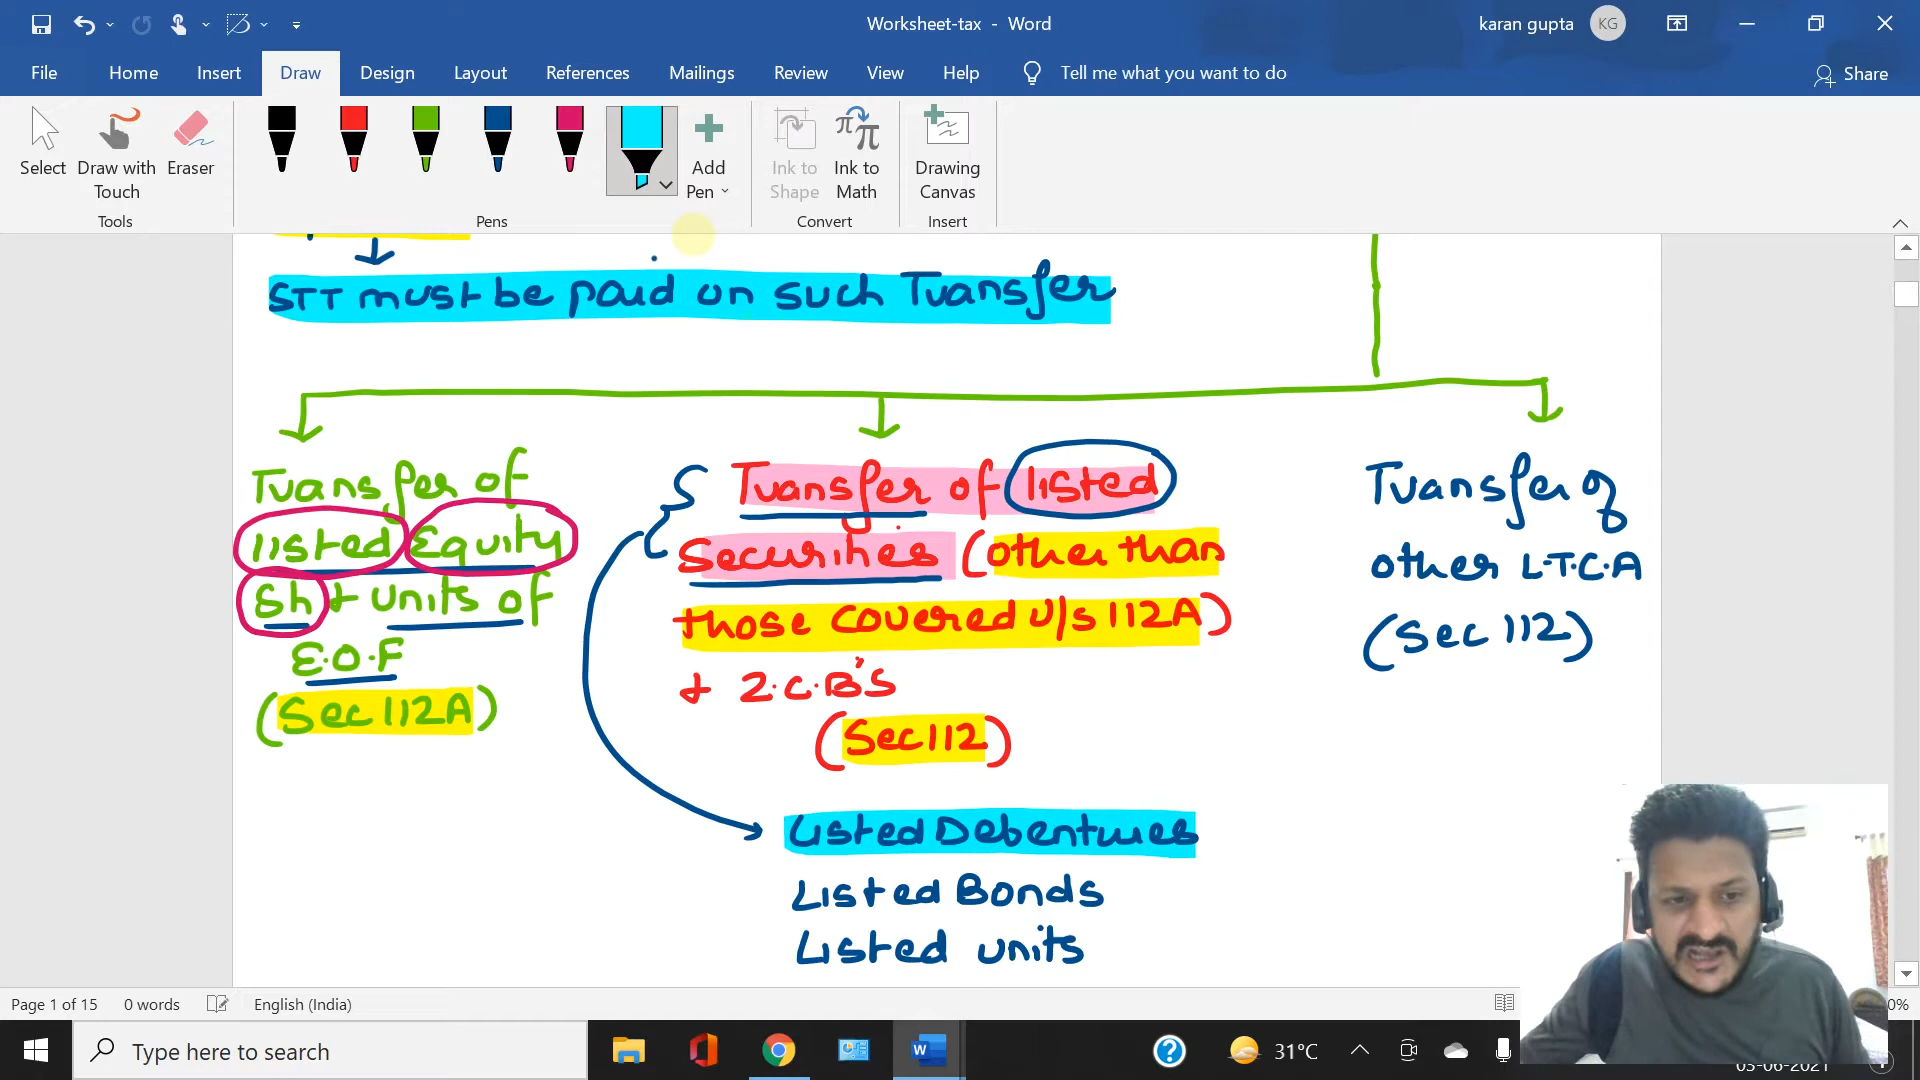 Worksheet-tax - Word
karan gupta
KG
File
Home
Insert
Draw
Design
Layout
References
Mailings
Review
View
Help
Tell me what you want to do
Share
Select
Draw with
Touch
Eraser
Add
Pen
Ink to
Shape
Ink to
Math
Drawing
Canvas
Tools
Pens
Convert
Insert
STT must be paid on such Transfer
Transfer of
listed Equity
Sh + units of
E.O.F
(Sec 112A)
Transfer of listed
Securities (other than
those covered u/s 112A)
+ Z.C.B's
(Sec 112)
Listed Debentures
Listed Bonds
Listed units
Transfer of
other L.T.C.A
(Sec 112)
Page 1 of 15
0 words
English (India)
0%
Type here to search
31°C
03-06-2021